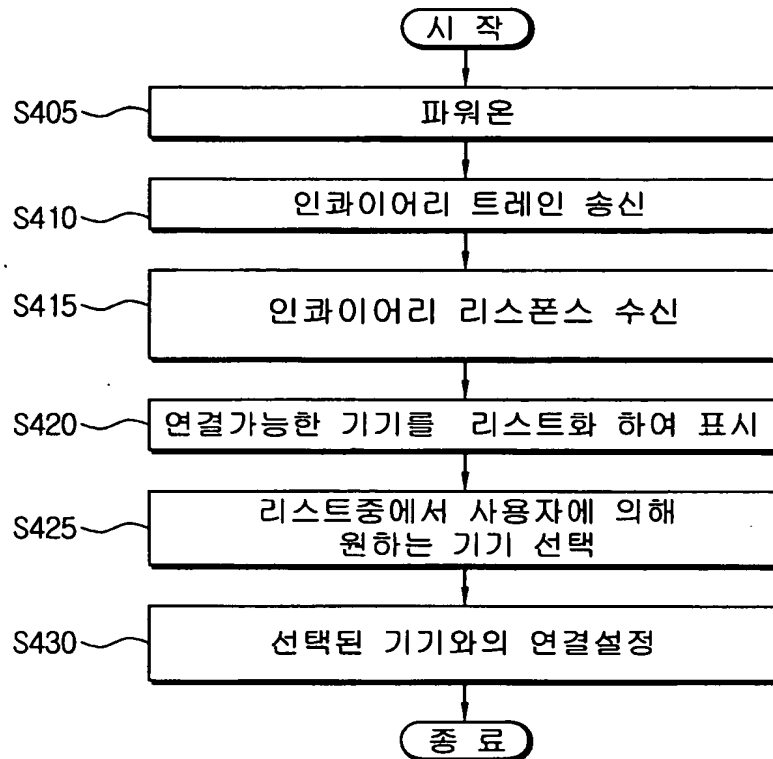 시 작
S405
파워온
S410
인콰이어리 트레인 송신
S415
인콰이어리 리스폰스 수신
S420
연결가능한 기기를 리스트화 하여 표시
S425
리스트중에서 사용자에 의해
원하는 기기 선택
S430
선택된 기기와의 연결설정
종 료